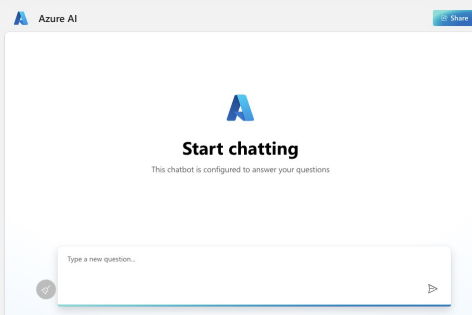 Azure AI
Share
Start chatting
This chatbot is configured to answer your questions
Type a new question...